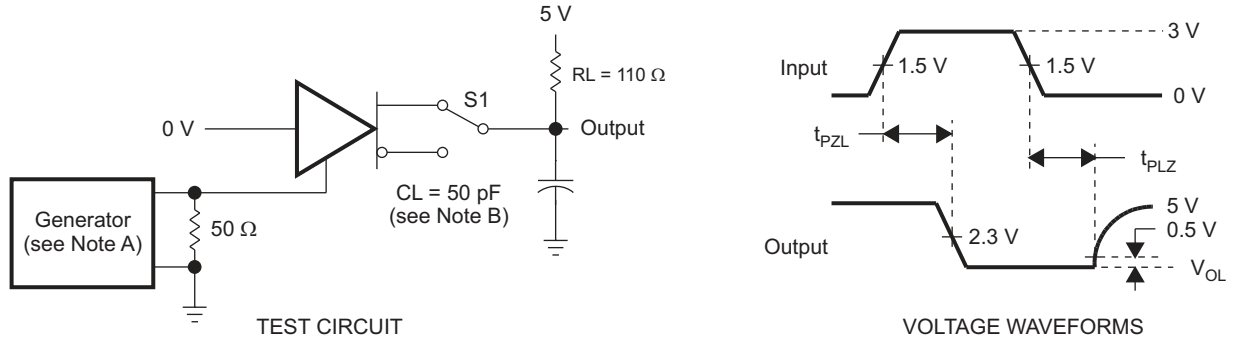 5 V
RL = 110 Ω
S1
0 V
Output
CL = 50 pF
(see Note B)
Generator
(see Note A)
50 Ω
TEST CIRCUIT
3 V
Input
1.5 V
1.5 V
0 V
tPZL
tPLZ
5 V
0.5 V
Output
2.3 V
VOL
VOLTAGE WAVEFORMS